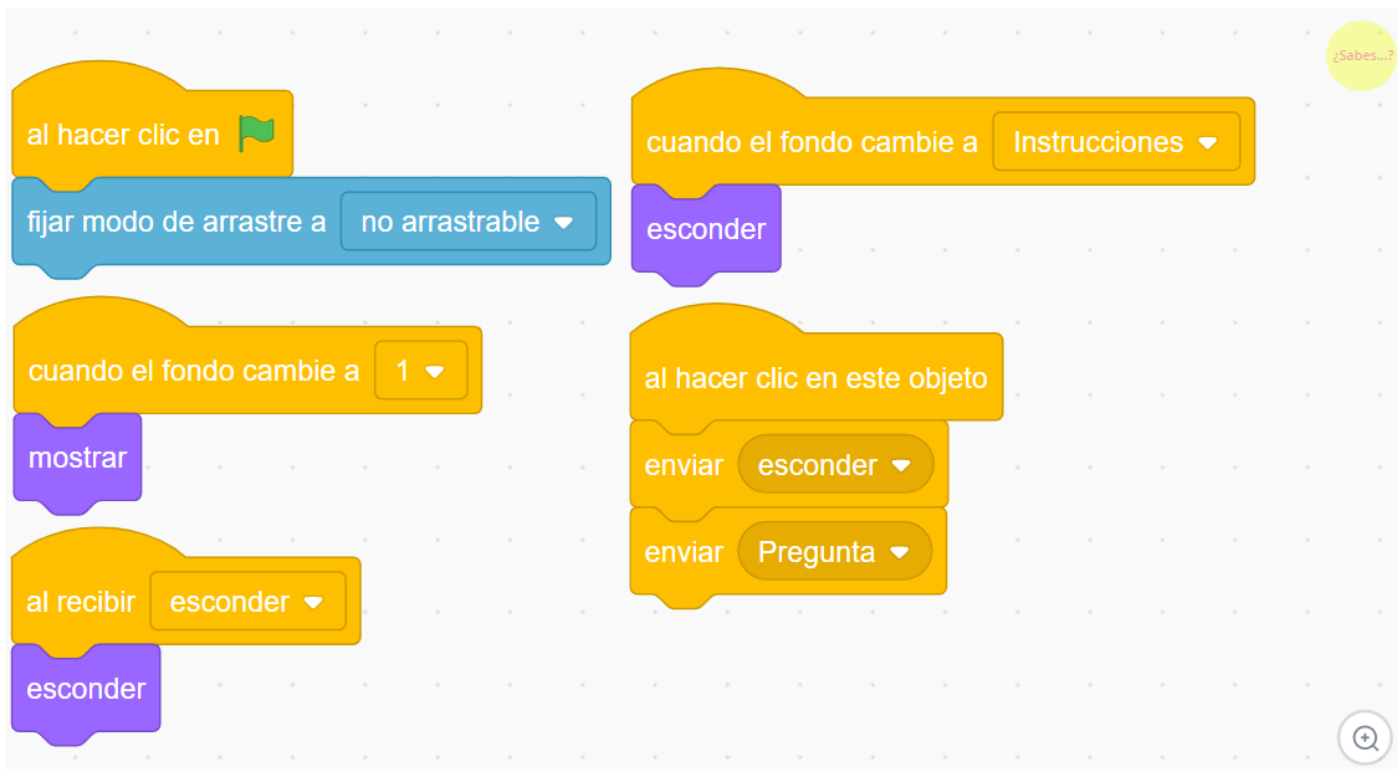 al hacer clic en
fijar modo de arrastre a no arrastrable
cuando el fondo cambie a 1
mostrar
al recibir esconder
esconder
cuando el fondo cambie a Instrucciones
esconder
al hacer clic en este objeto
enviar esconder
enviar Pregunta
¿Sabes...?